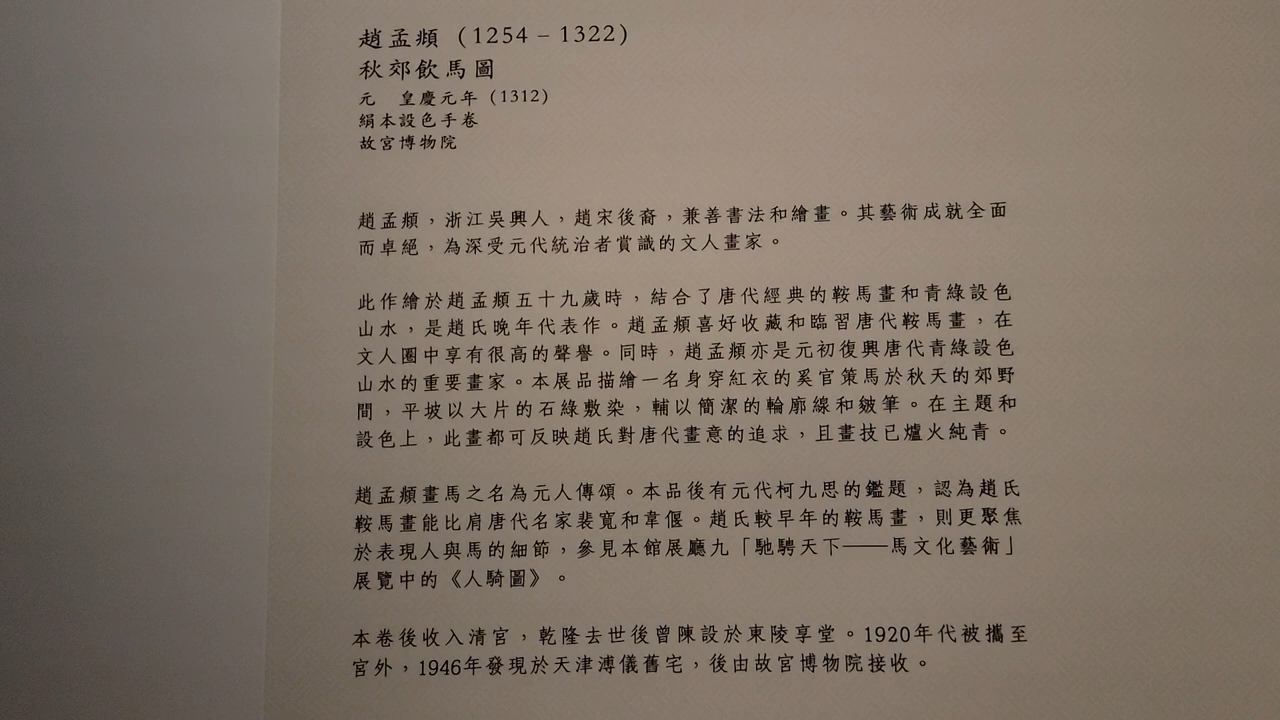 趙孟頫（1254 – 1322）
秋郊飲馬圖
元　皇慶元年（1312）
絹本設色手卷
故宮博物院
趙孟頫，浙江吳興人，趙宋後裔，兼善書法和繪畫。其藝術成就全面
而卓絕，為深受元代統治者賞識的文人畫家。
此作繪於趙孟頫五十九歲時，結合了唐代經典的鞍馬畫和青綠設色
山水，是趙氏晚年代表作。趙孟頫喜好收藏和臨習唐代鞍馬畫，在
文人圈中享有很高的聲譽。同時，趙孟頫亦是元初復興唐代青綠設色
山水的重要畫家。本展品描繪一名身穿紅衣的奚官策馬於秋天的郊野
間，平坡以大片的石綠敷染，輔以簡潔的輪廓線和皴筆。在主題和
設色上，此畫都可反映趙氏對唐代畫意的追求，且畫技已爐火純青。
趙孟頫畫馬之名為元人傳頌。本品後有元代柯九思的鑑題，認為趙氏
鞍馬畫能比肩唐代名家裴寬和韋偃。趙氏較早年的鞍馬畫，則更聚焦
於表現人與馬的細節，參見本館展廳九「馳騁天下——馬文化藝術」
展覽中的《人騎圖》。
本卷後收入清宮，乾隆去世後曾陳設於東陵享堂。1920年代被攜至
宮外，1946年發現於天津溥儀舊宅，後由故宮博物院接收。